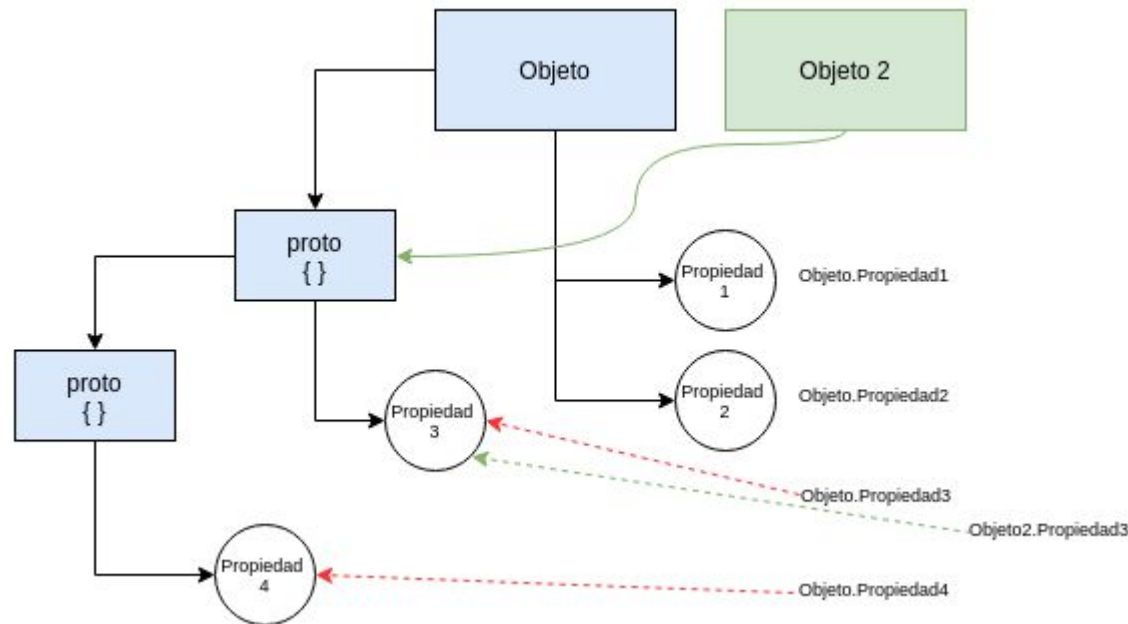 Objeto
Objeto 2
proto
{ }
Propiedad
1
Objeto.Propiedad1
proto
{ }
Propiedad
2
Objeto.Propiedad2
Propiedad
3
Objeto.Propiedad3
Objeto2.Propiedad3
Propiedad
4
Objeto.Propiedad4